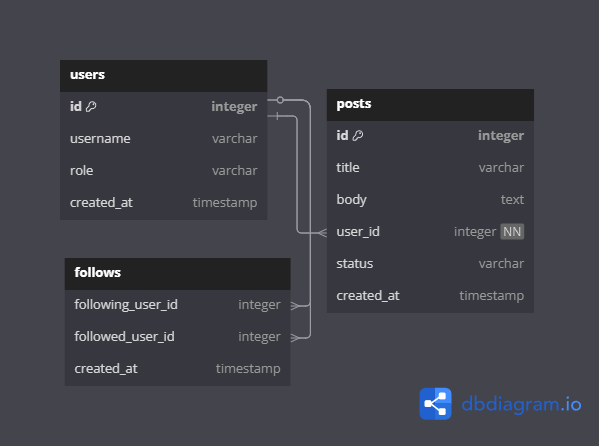 users
id integer
username varchar
role varchar
created_at timestamp
posts
id integer
title varchar
body text
user_id integer NN
status varchar
created_at timestamp
follows
following_user_id integer
followed_user_id integer
created_at timestamp
dbdiagram.io